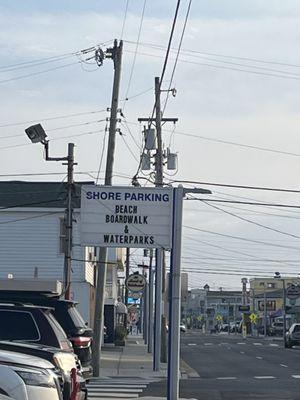 SHORE PARKING
BEACH
BOARDWALK
&
WATERPARKS